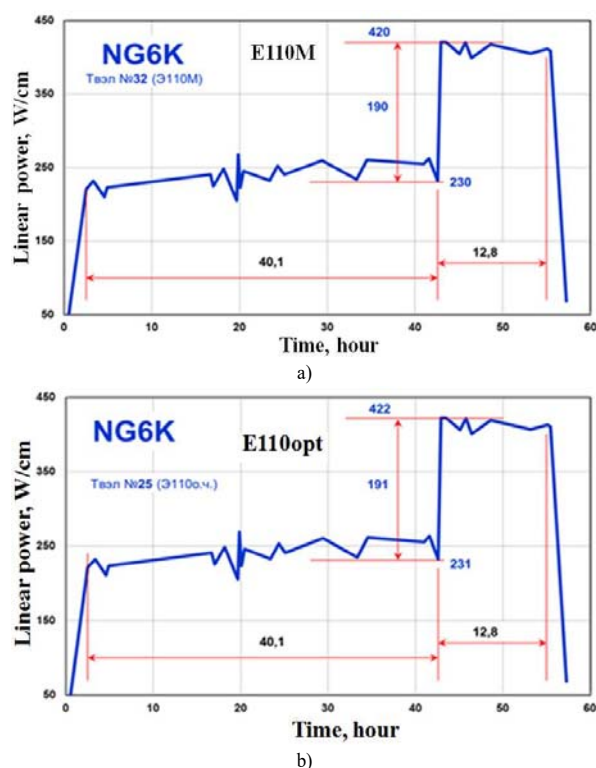 450
NG6K
E110M
420
Твэл №32 (Э110М)
350
190
Linear power, W/cm
250
230
150
40,1
12,8
50
0 10 20 30 40 50 60
Time, hour
a)
450
422
NG6K
E110opt
350
Твэл №25 (Э110о.ч.)
191
Linear power, W/cm
250
231
150
40,1
12,8
50
0 10 20 30 40 50 60
Time, hour
b)